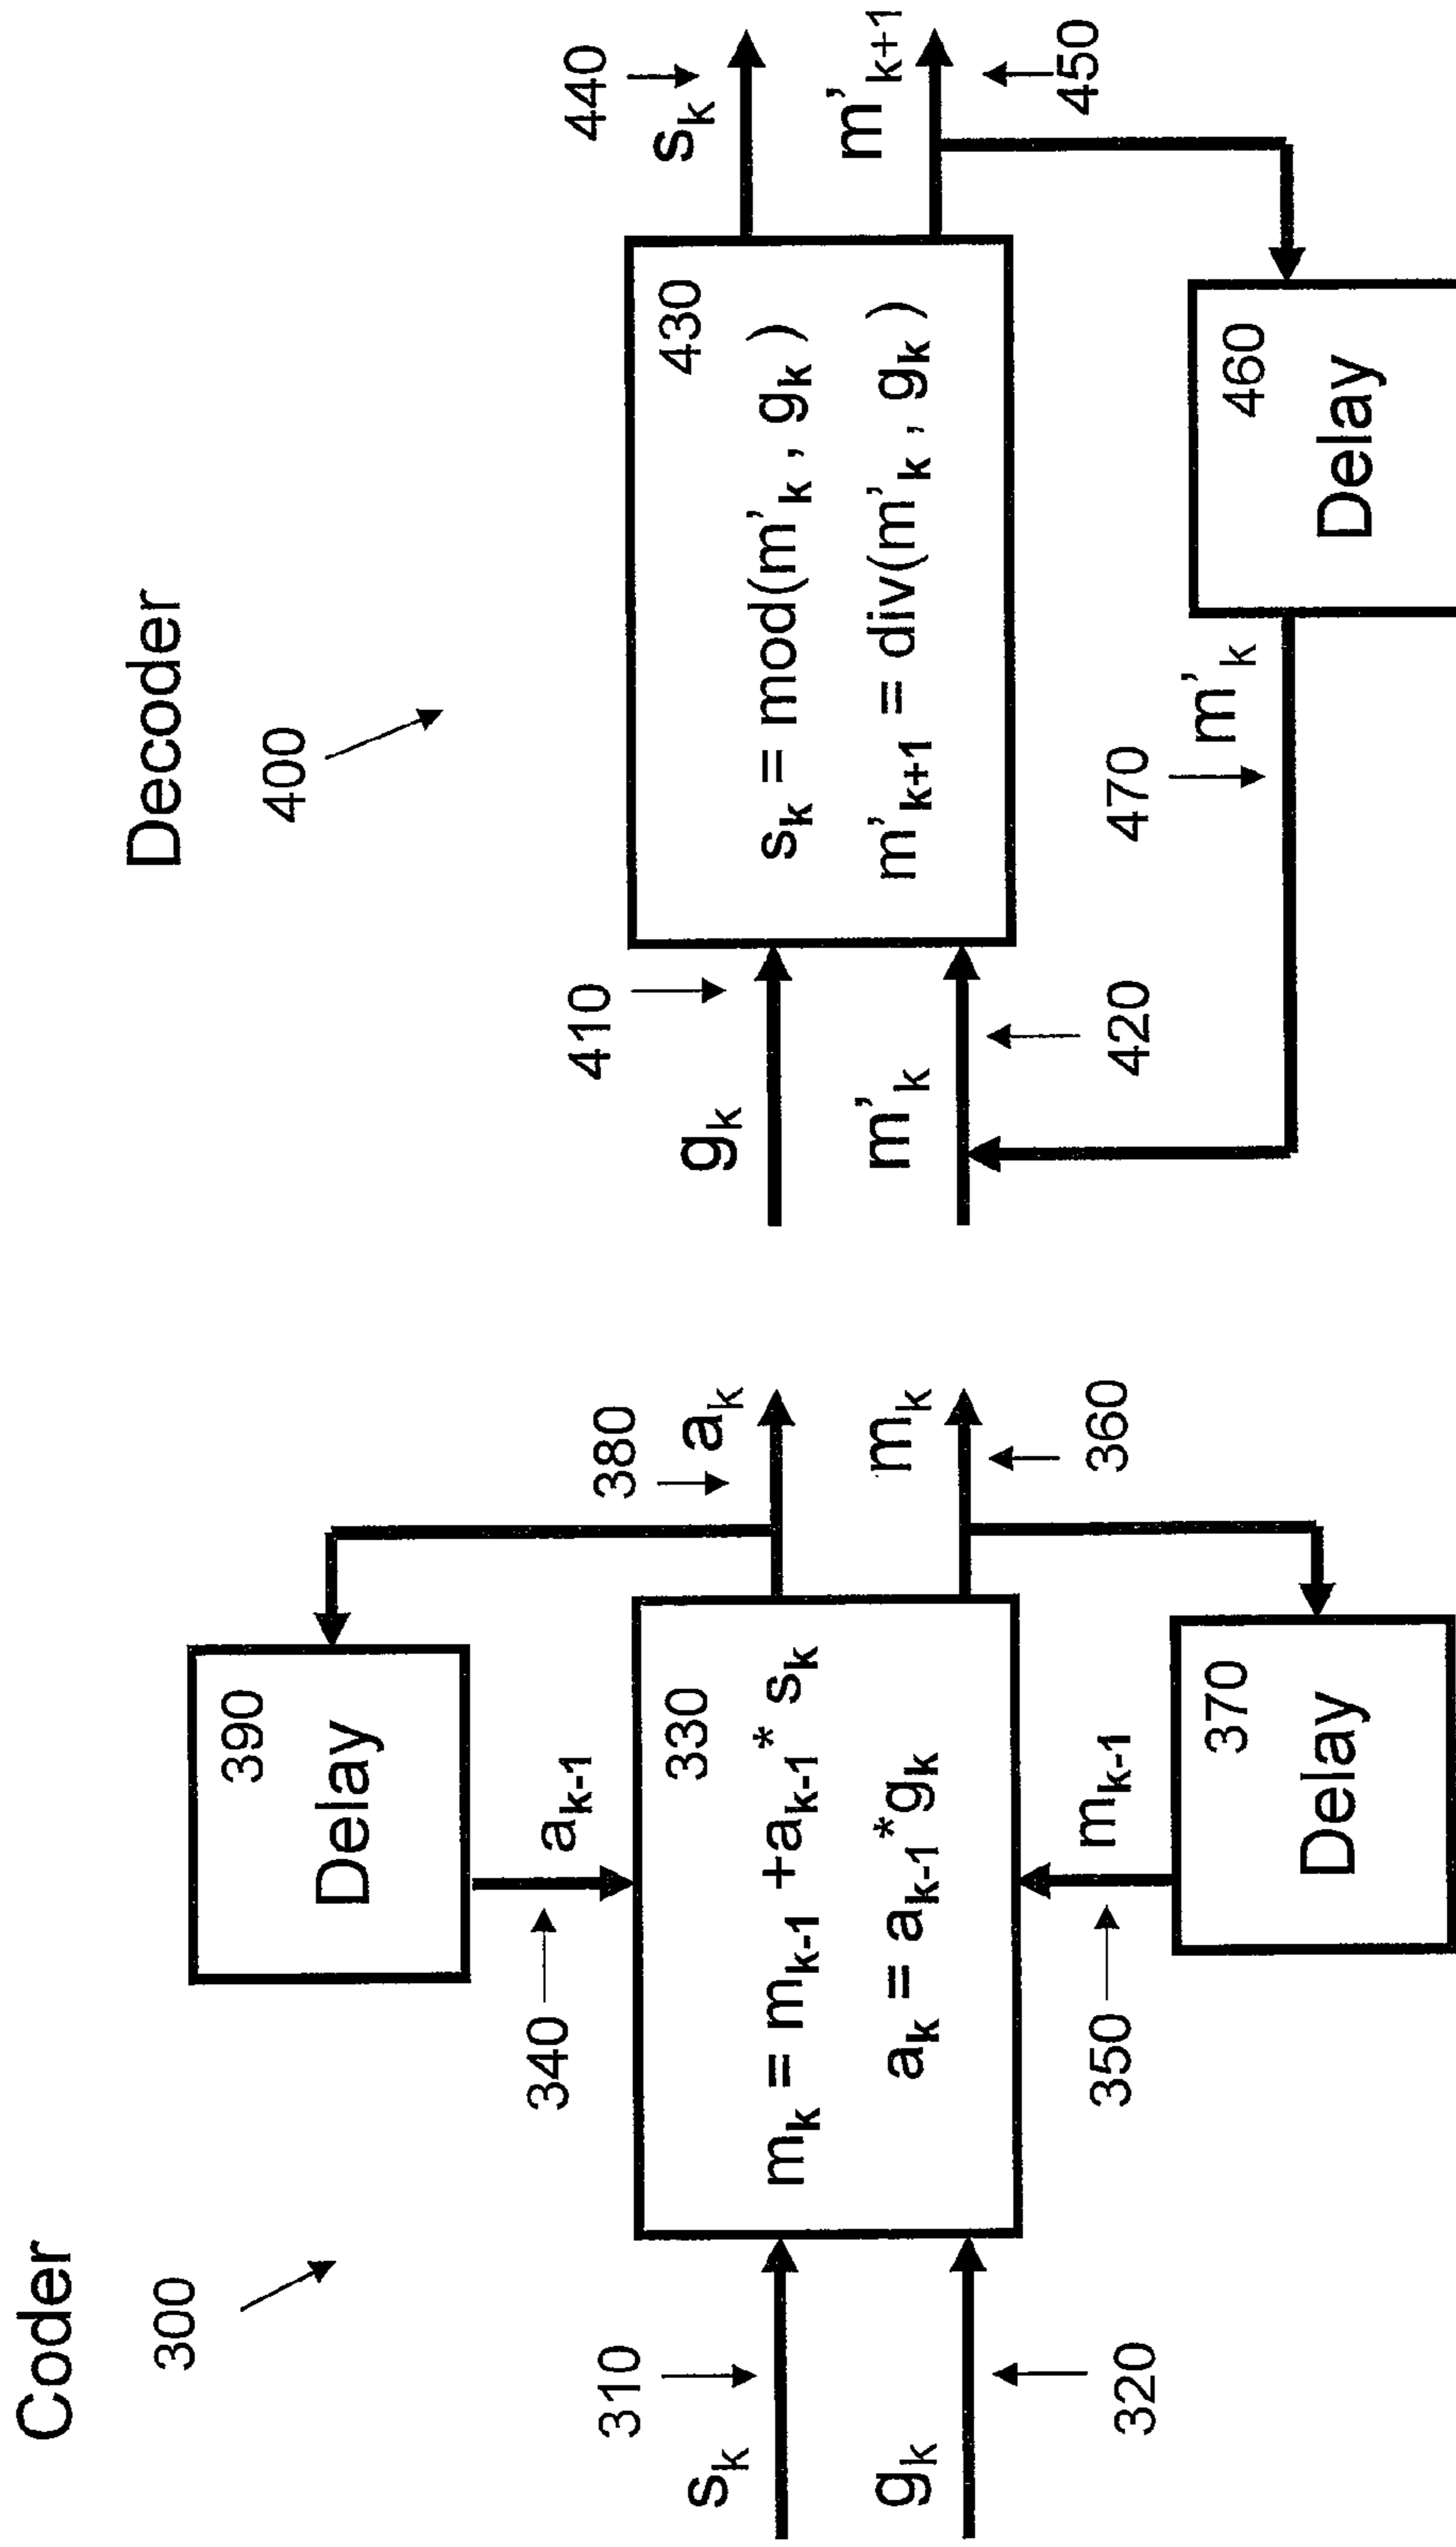 Coder
300
390
Delay
340
a_{k-1}
380
a_k
310
s_k
330
m_k = m_{k-1} +a_{k-1}* s_k
a_k = a_{k-1}*g_k
g_k
320
m_k
360
350
m_{k-1}
370
Delay
Decoder
400
410
g_k
430
s_k = mod(m'_k , g_k )
m'_{k+1} = div(m'_k , g_k )
440
s_k
m'_k
420
m'_{k+1}
450
470
m'_k
460
Delay